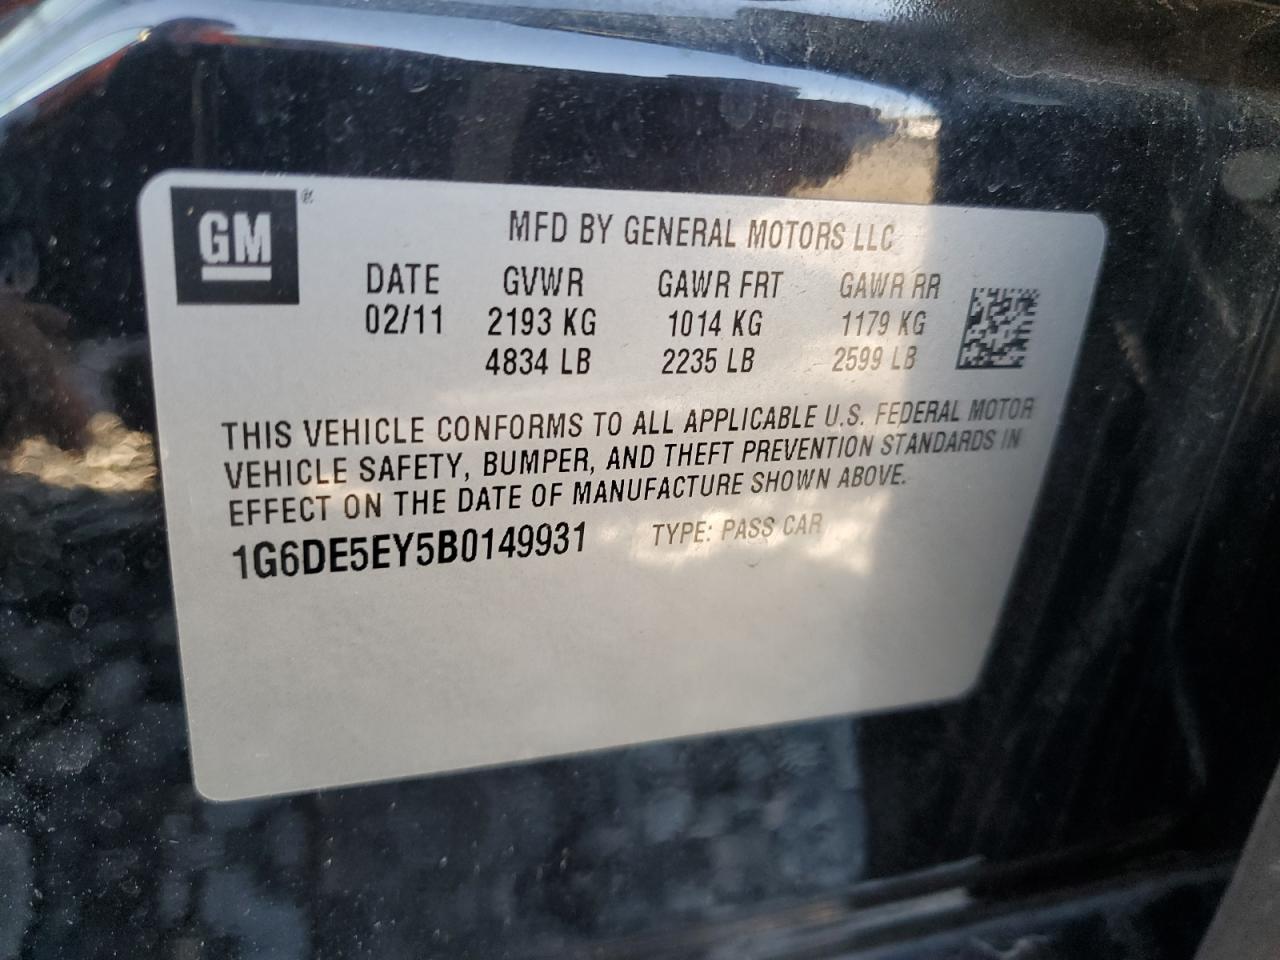 GM ®
MFD BY GENERAL MOTORS LLC
DATE GVWR GAWR FRT GAWR RR
02/11 2193 KG 1014 KG 1179 KG
4834 LB 2235 LB 2599 LB
THIS VEHICLE CONFORMS TO ALL APPLICABLE U.S. FEDERAL MOTOR
VEHICLE SAFETY, BUMPER, AND THEFT PREVENTION STANDARDS IN
EFFECT ON THE DATE OF MANUFACTURE SHOWN ABOVE.
1G6DE5EY5B0149931 TYPE: PASS CAR